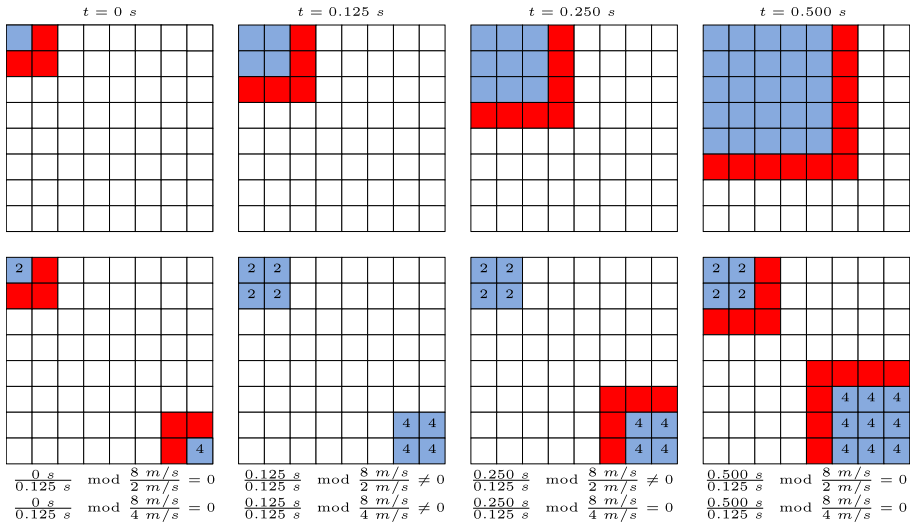 t = 0 s
t = 0.125 s
t = 0.250 s
t = 0.500 s
2
4
2 2
2 2
4 4
4 4
2 2
2 2
4 4
4 4
2 2
2 2
4 4 4
4 4 4
4 4 4
0 s / 0.125 s mod 8 m/s / 2 m/s = 0
0 s / 0.125 s mod 8 m/s / 4 m/s = 0
0.125 s / 0.125 s mod 8 m/s / 2 m/s ≠ 0
0.125 s / 0.125 s mod 8 m/s / 4 m/s ≠ 0
0.250 s / 0.125 s mod 8 m/s / 2 m/s ≠ 0
0.250 s / 0.125 s mod 8 m/s / 4 m/s = 0
0.500 s / 0.125 s mod 8 m/s / 2 m/s = 0
0.500 s / 0.125 s mod 8 m/s / 4 m/s = 0